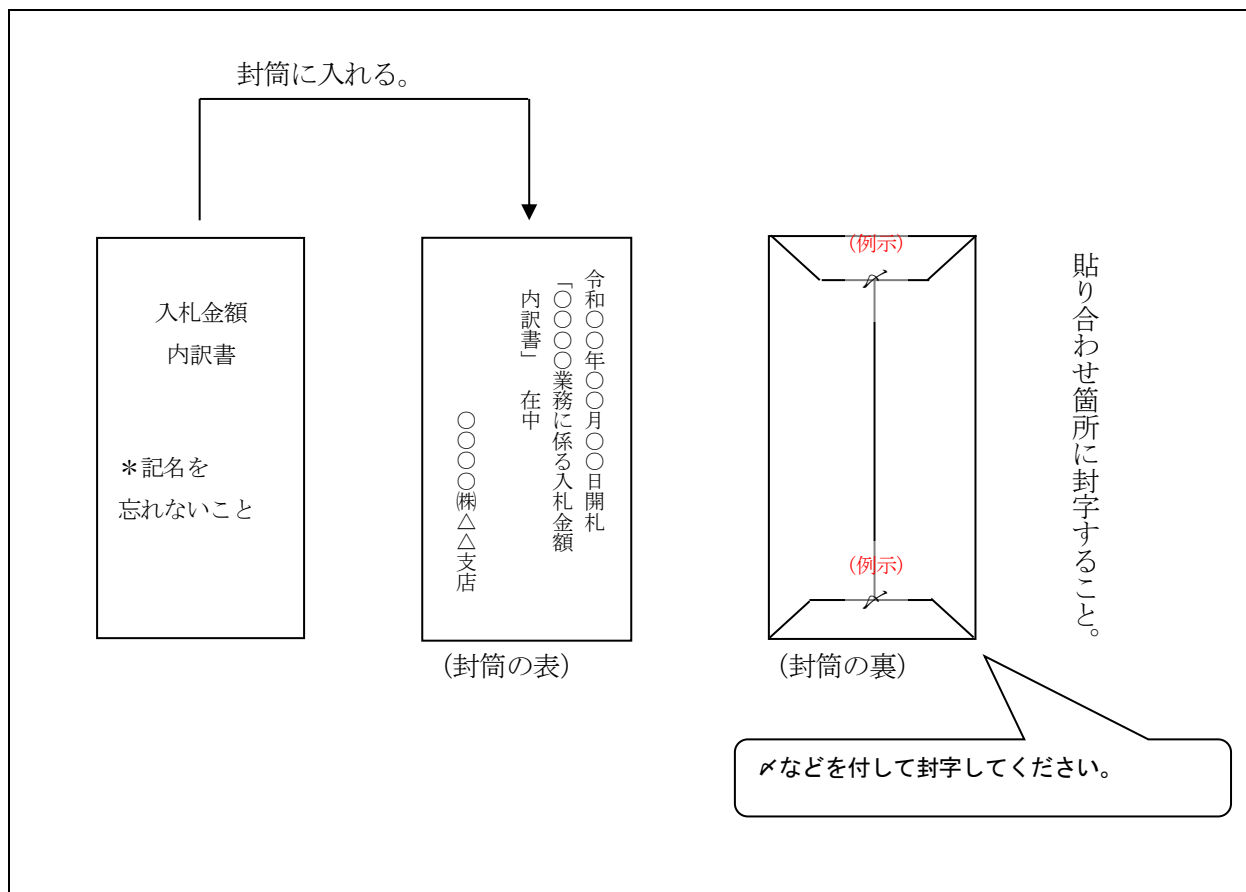 封筒に入れる。
入札金額
内訳書
＊記名を
忘れないこと
令和〇〇年〇〇月〇〇日開札
「〇〇〇〇業務に係る入札金額
内訳書」 在中
〇〇〇〇㈱△△支店
(封筒の表)
(例示)
〆
(例示)
〆
(封筒の裏)
貼り合わせ箇所に封字すること。
〆などを付して封字してください。